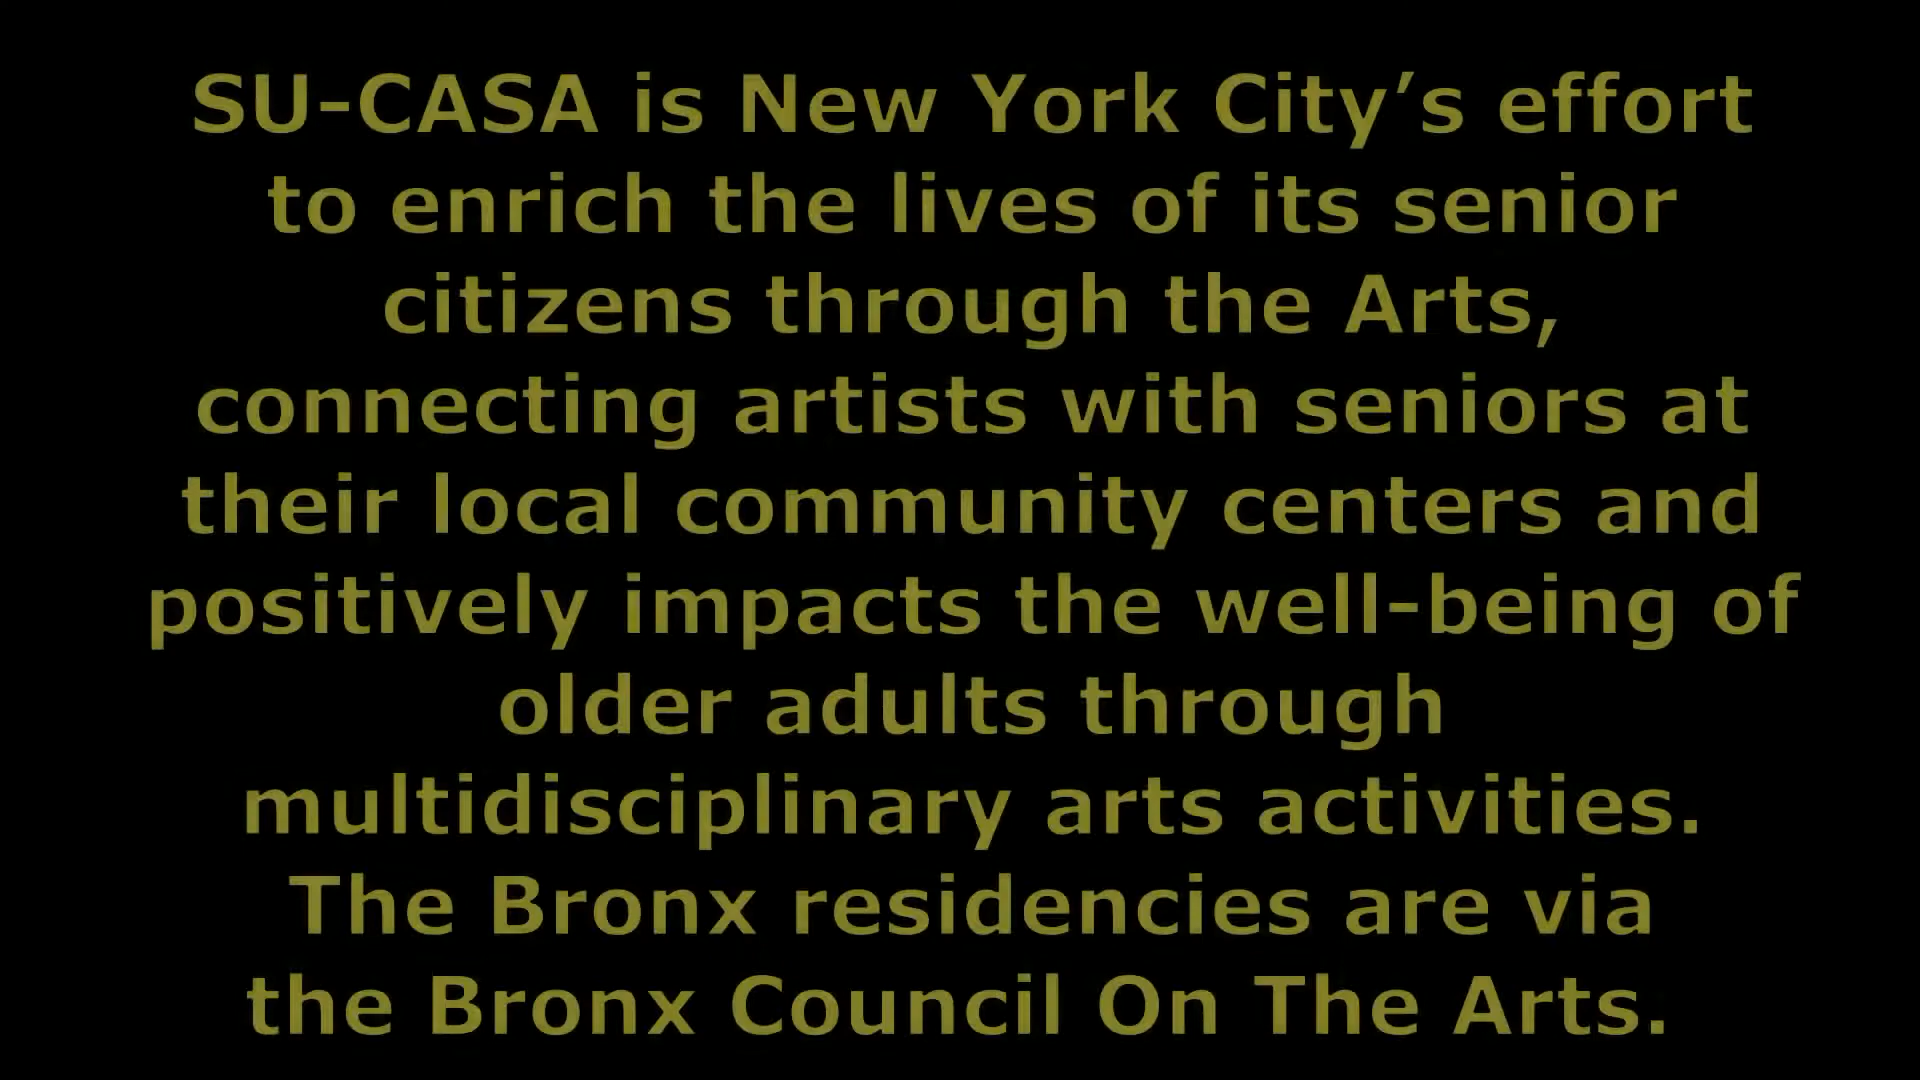 SU-CASA is New York City’s effort
to enrich the lives of its senior
citizens through the Arts,
connecting artists with seniors at
their local community centers and
positively impacts the well-being of
older adults through
multidisciplinary arts activities.
The Bronx residencies are via
the Bronx Council On The Arts.